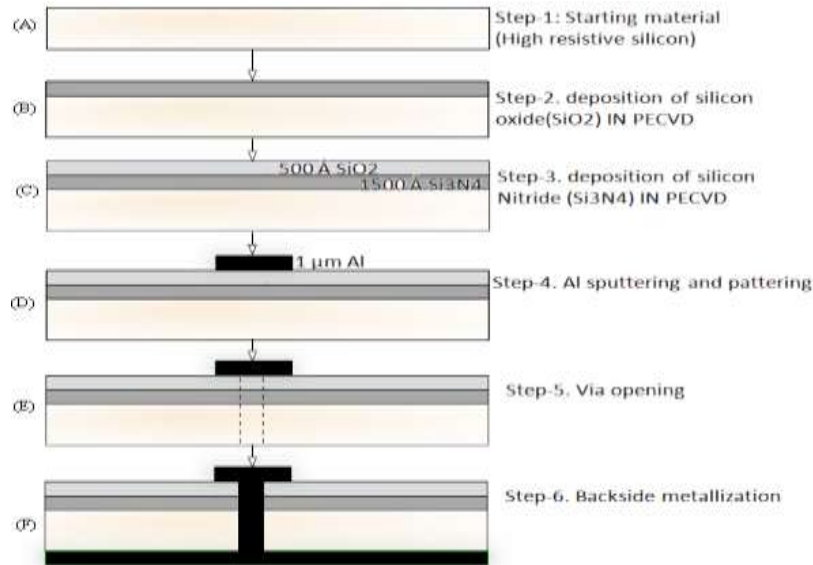 (A)
Step-1: Starting material
(High resistive silicon)
(B)
Step-2. deposition of silicon
oxide(SiO2) IN PECVD
500 Å SiO2
1500 Å Si3N4
(C)
Step-3. deposition of silicon
Nitride (Si3N4) IN PECVD
1 µm Al
(D)
Step-4. Al sputtering and pattering
(E)
Step-5. Via opening
(F)
Step-6. Backside metallization